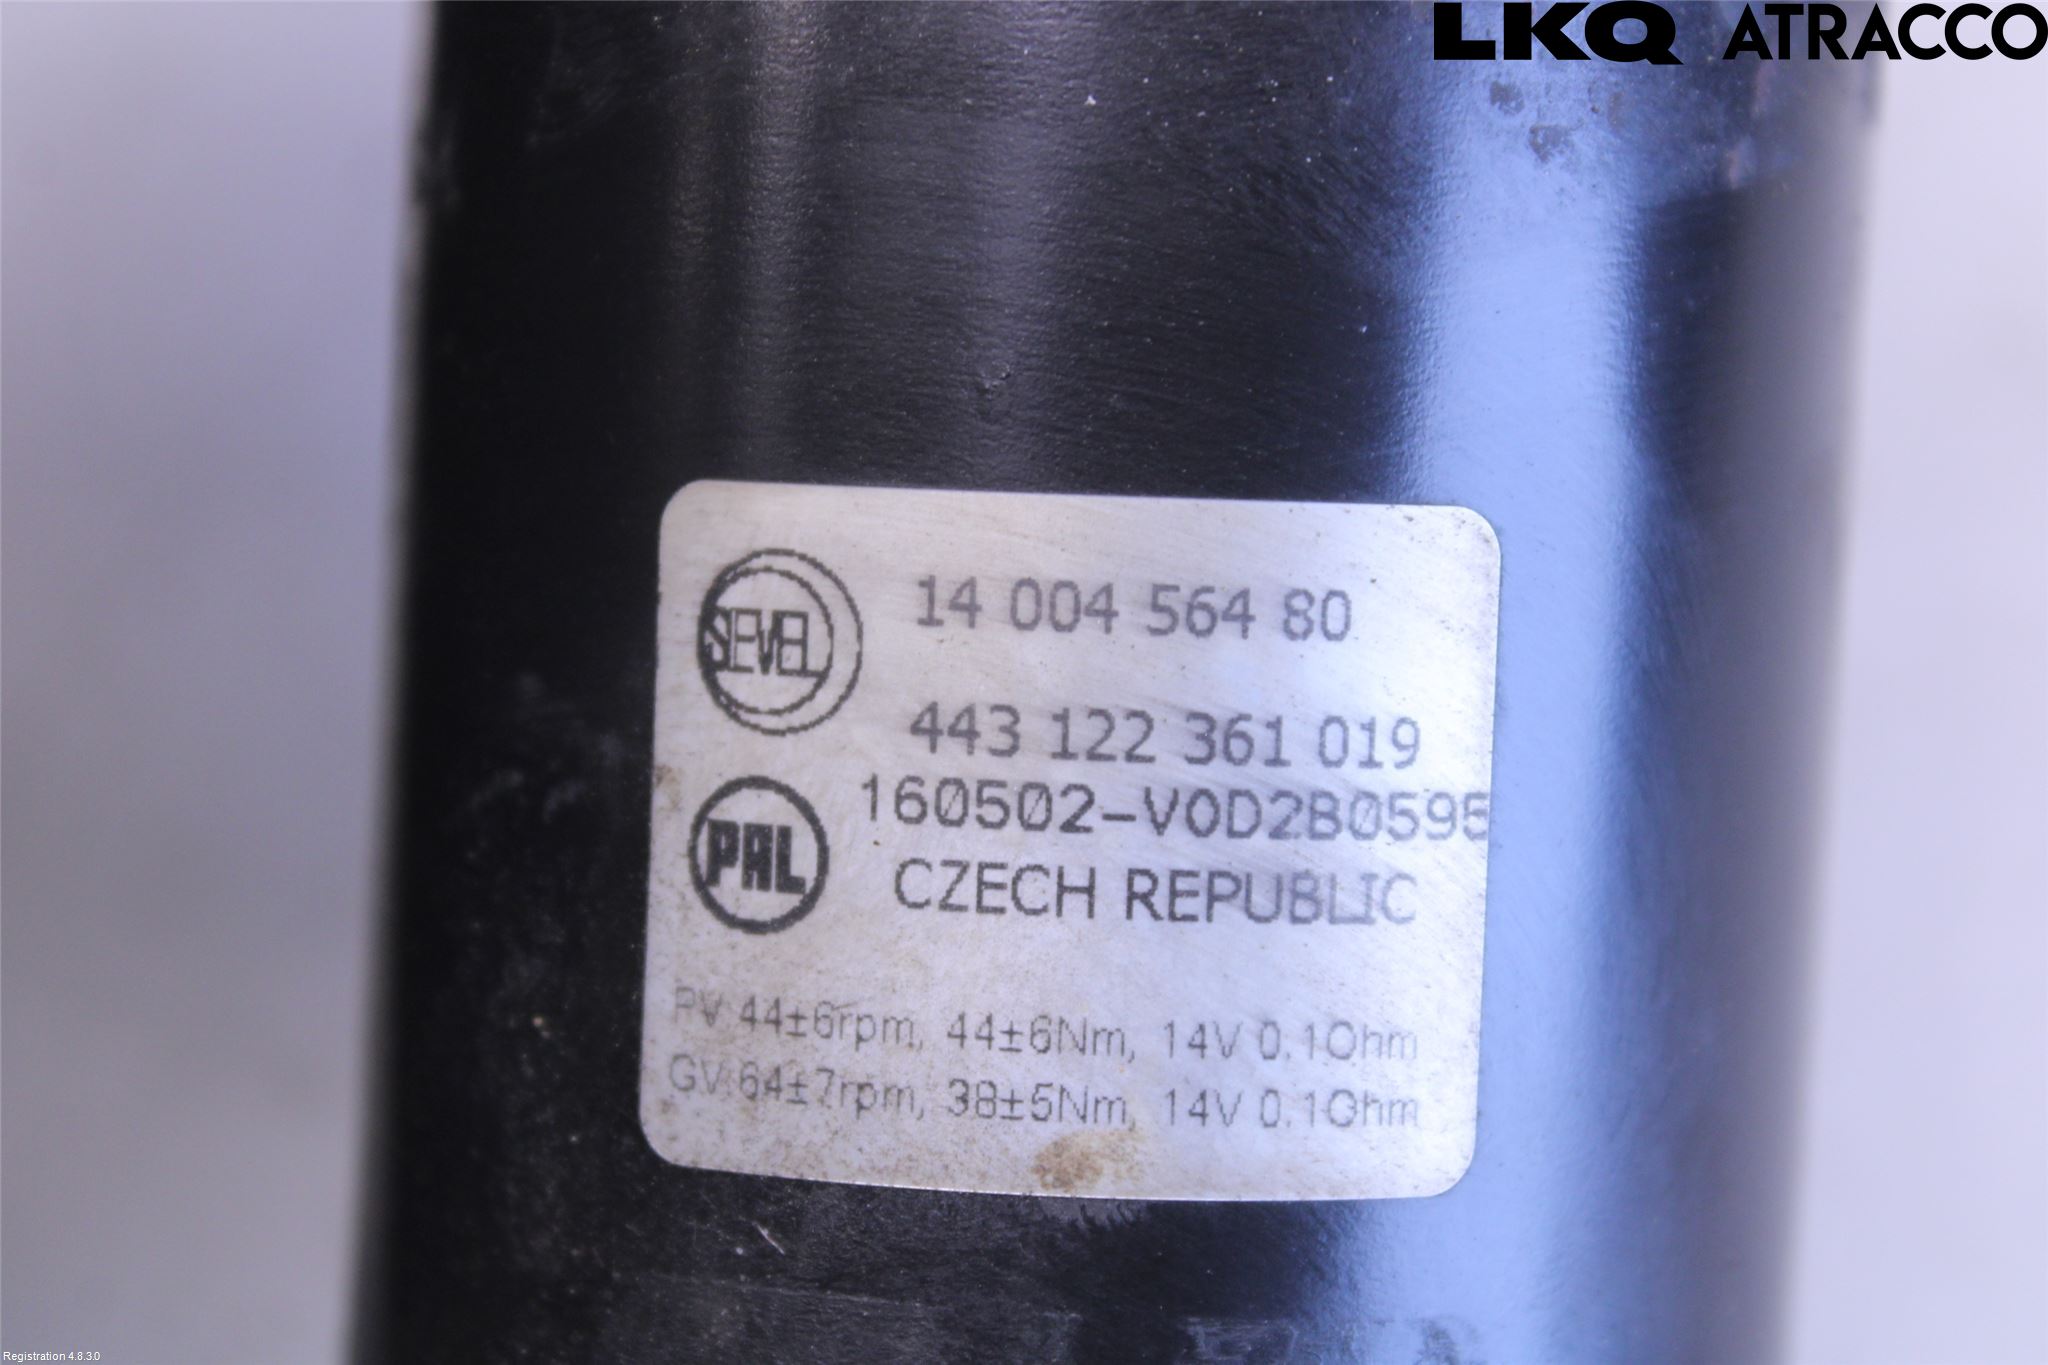 LKQ ATRACCO
SEVEL
14 004 564 80
443 122 361 019
160502-V0D2B0595
PAL
CZECH REPUBLIC
PV 44±6rpm, 44±6Nm, 14V 0.1Ohm
GV 64±7rpm, 38±5Nm, 14V 0.1Ohm
Registration 4.8.3.0